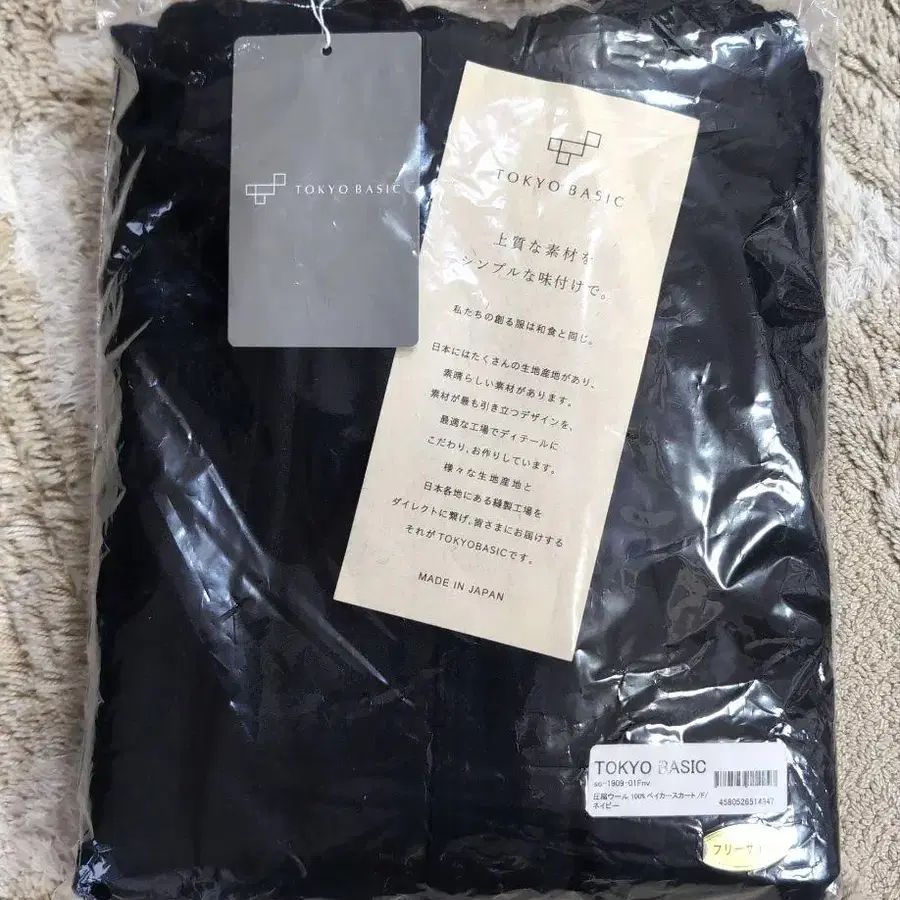 TOKYO BASIC
TOKYO BASIC
上質な素材を
シンプルな味付けで。
私たちの創る服は和食と同じ。
日本にはたくさんの生地産地があり、
素晴らしい素材があります。
素材が最も引き立つデザインを、
最適な工場でディテールに
こだわり、お作りしています。
様々な生地産地と
日本各地にある縫製工場を
ダイレクトに繋げ、皆さまにお届けする
それがTOKYOBASICです。
MADE IN JAPAN
TOKYO BASIC
so-1909-01Fnv
圧縮ウール 100% ベイカースカート /F/
ネイビー
4580526514947
フリーサイズ